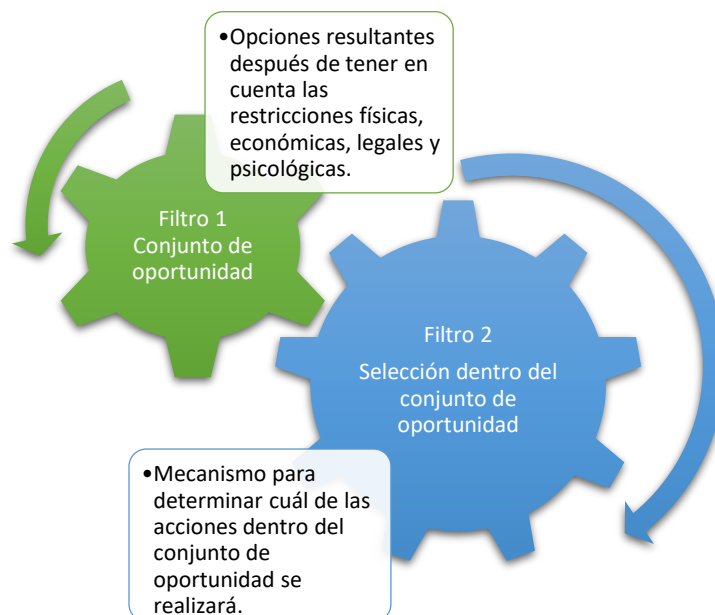 •Opciones resultantes
después de tener en
cuenta las
restricciones físicas,
económicas, legales y
psicológicas.
Filtro 1
Conjunto de
oportunidad
Filtro 2
Selección dentro del
conjunto de
oportunidad
•Mecanismo para
determinar cuál de las
acciones dentro del
conjunto de
oportunidad se
realizará.